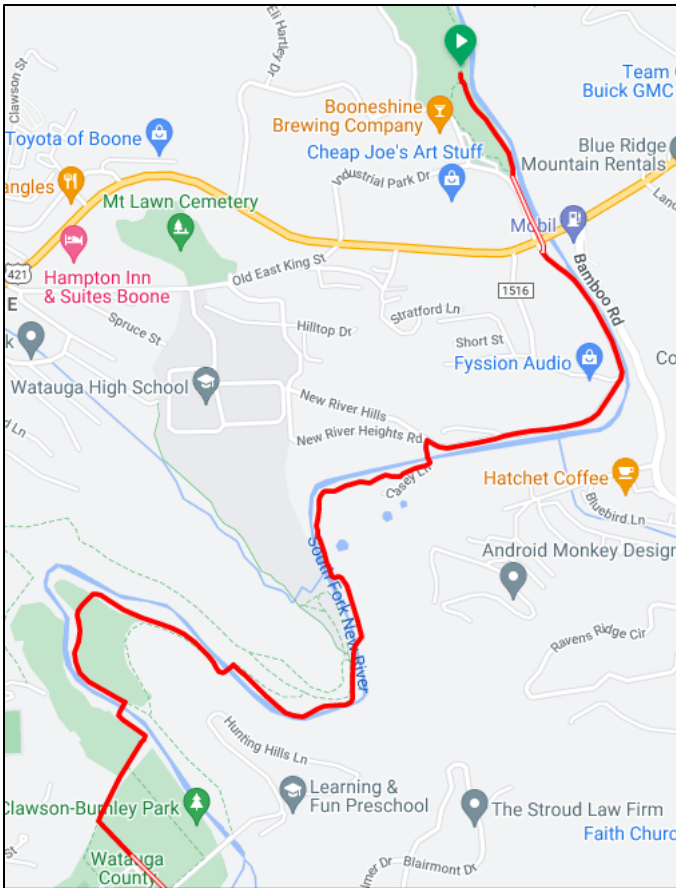 Eli Hartley Dr
Clawson St
Team
Buick GMC
Booneshine
Brewing Company
Toyota of Boone
Cheap Joe's Art Stuff
Blue Ridge
Mountain Rentals
Industrial Park Dr
angles
Mt Lawn Cemetery
Mobil
421
Hampton Inn
& Suites Boone
Old East King St
1516
Bamboo Rd
E
Spruce St
Stratford Ln
Hilltop Dr
Short St
k
Fyssion Audio
Co
Watauga High School
New River Hills
New River Heights Rd
Hatchet Coffee
Casey Ln
Bluebird Ln
South Fork New River
Android Monkey Design
Ravens Ridge Cir
Hunting Hills Ln
Learning &
Fun Preschool
Clawson-Burnley Park
The Stroud Law Firm
Faith Churc
St
Watauga
County
lmer Dr
Blairmont Dr